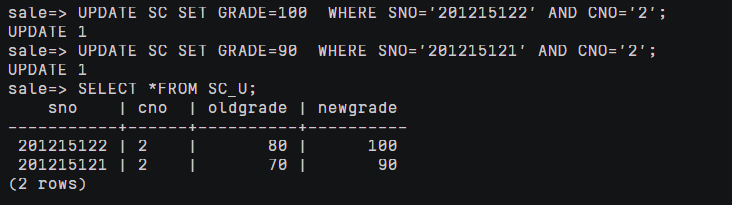 sale=> UPDATE SC SET GRADE=100  WHERE SNO='201215122' AND CNO='2';
UPDATE 1
sale=> UPDATE SC SET GRADE=90  WHERE SNO='201215121' AND CNO='2';
UPDATE 1
sale=> SELECT *FROM SC_U;
    sno    | cno  | oldgrade | newgrade
-----------+------+----------+----------
 201215122 | 2    |       80 |      100
 201215121 | 2    |       70 |       90
(2 rows)